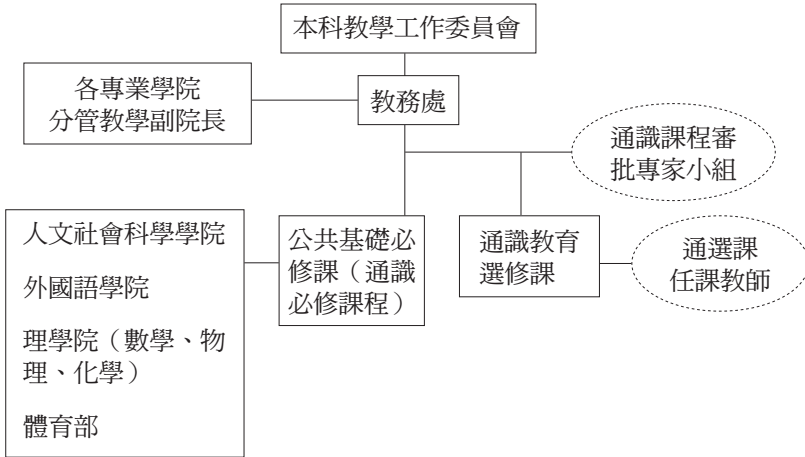 本科教學工作委員會
各專業學院
分管教學副院長
教務處
通識課程審
批專家小組
人文社會科學學院
外國語學院
理學院（數學、物
理、化學）
體育部
公共基礎必
修課（通識
必修課程）
通識教育
選修課
通選課
任課教師